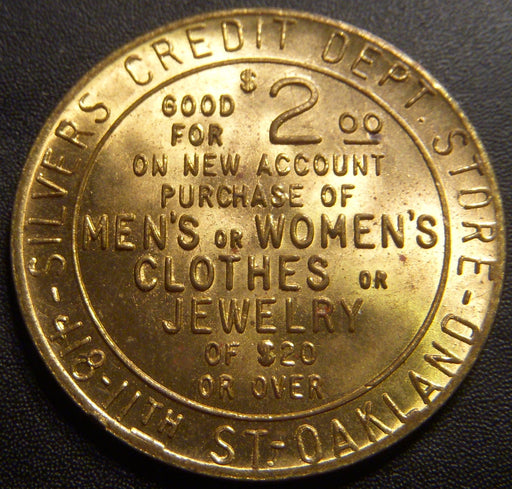 SILVERS CREDIT DEPT. STORE-OAKLAND
-818-11TH ST.-
GOOD FOR $2.00
ON NEW ACCOUNT
PURCHASE OF
MEN'S OR WOMEN'S
CLOTHES OR
JEWELRY
OF $20
OR OVER